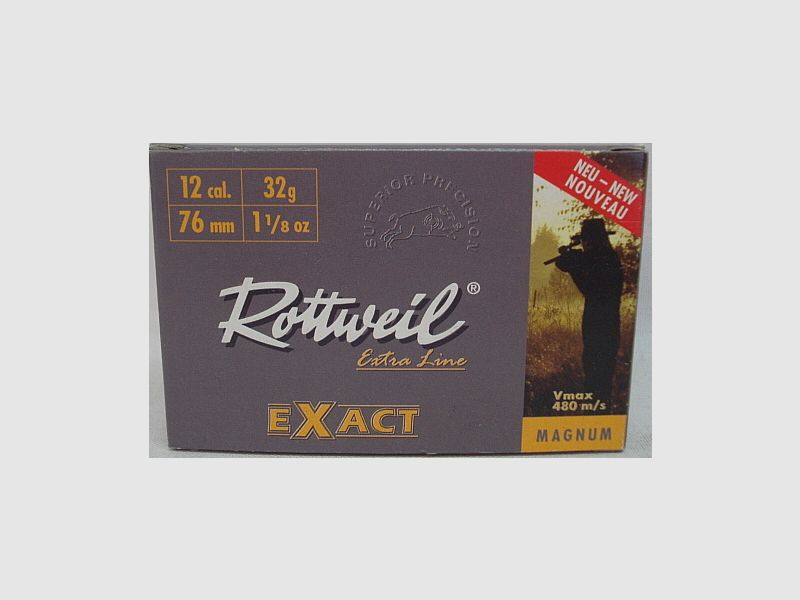 12 cal. 32g
76 mm 1 1/8 oz
SUPERIOR PRECISION
NEU – NEW
NOUVEAU
Rottweil®
Extra Line
EXACT
Vmax
480 m/s
MAGNUM